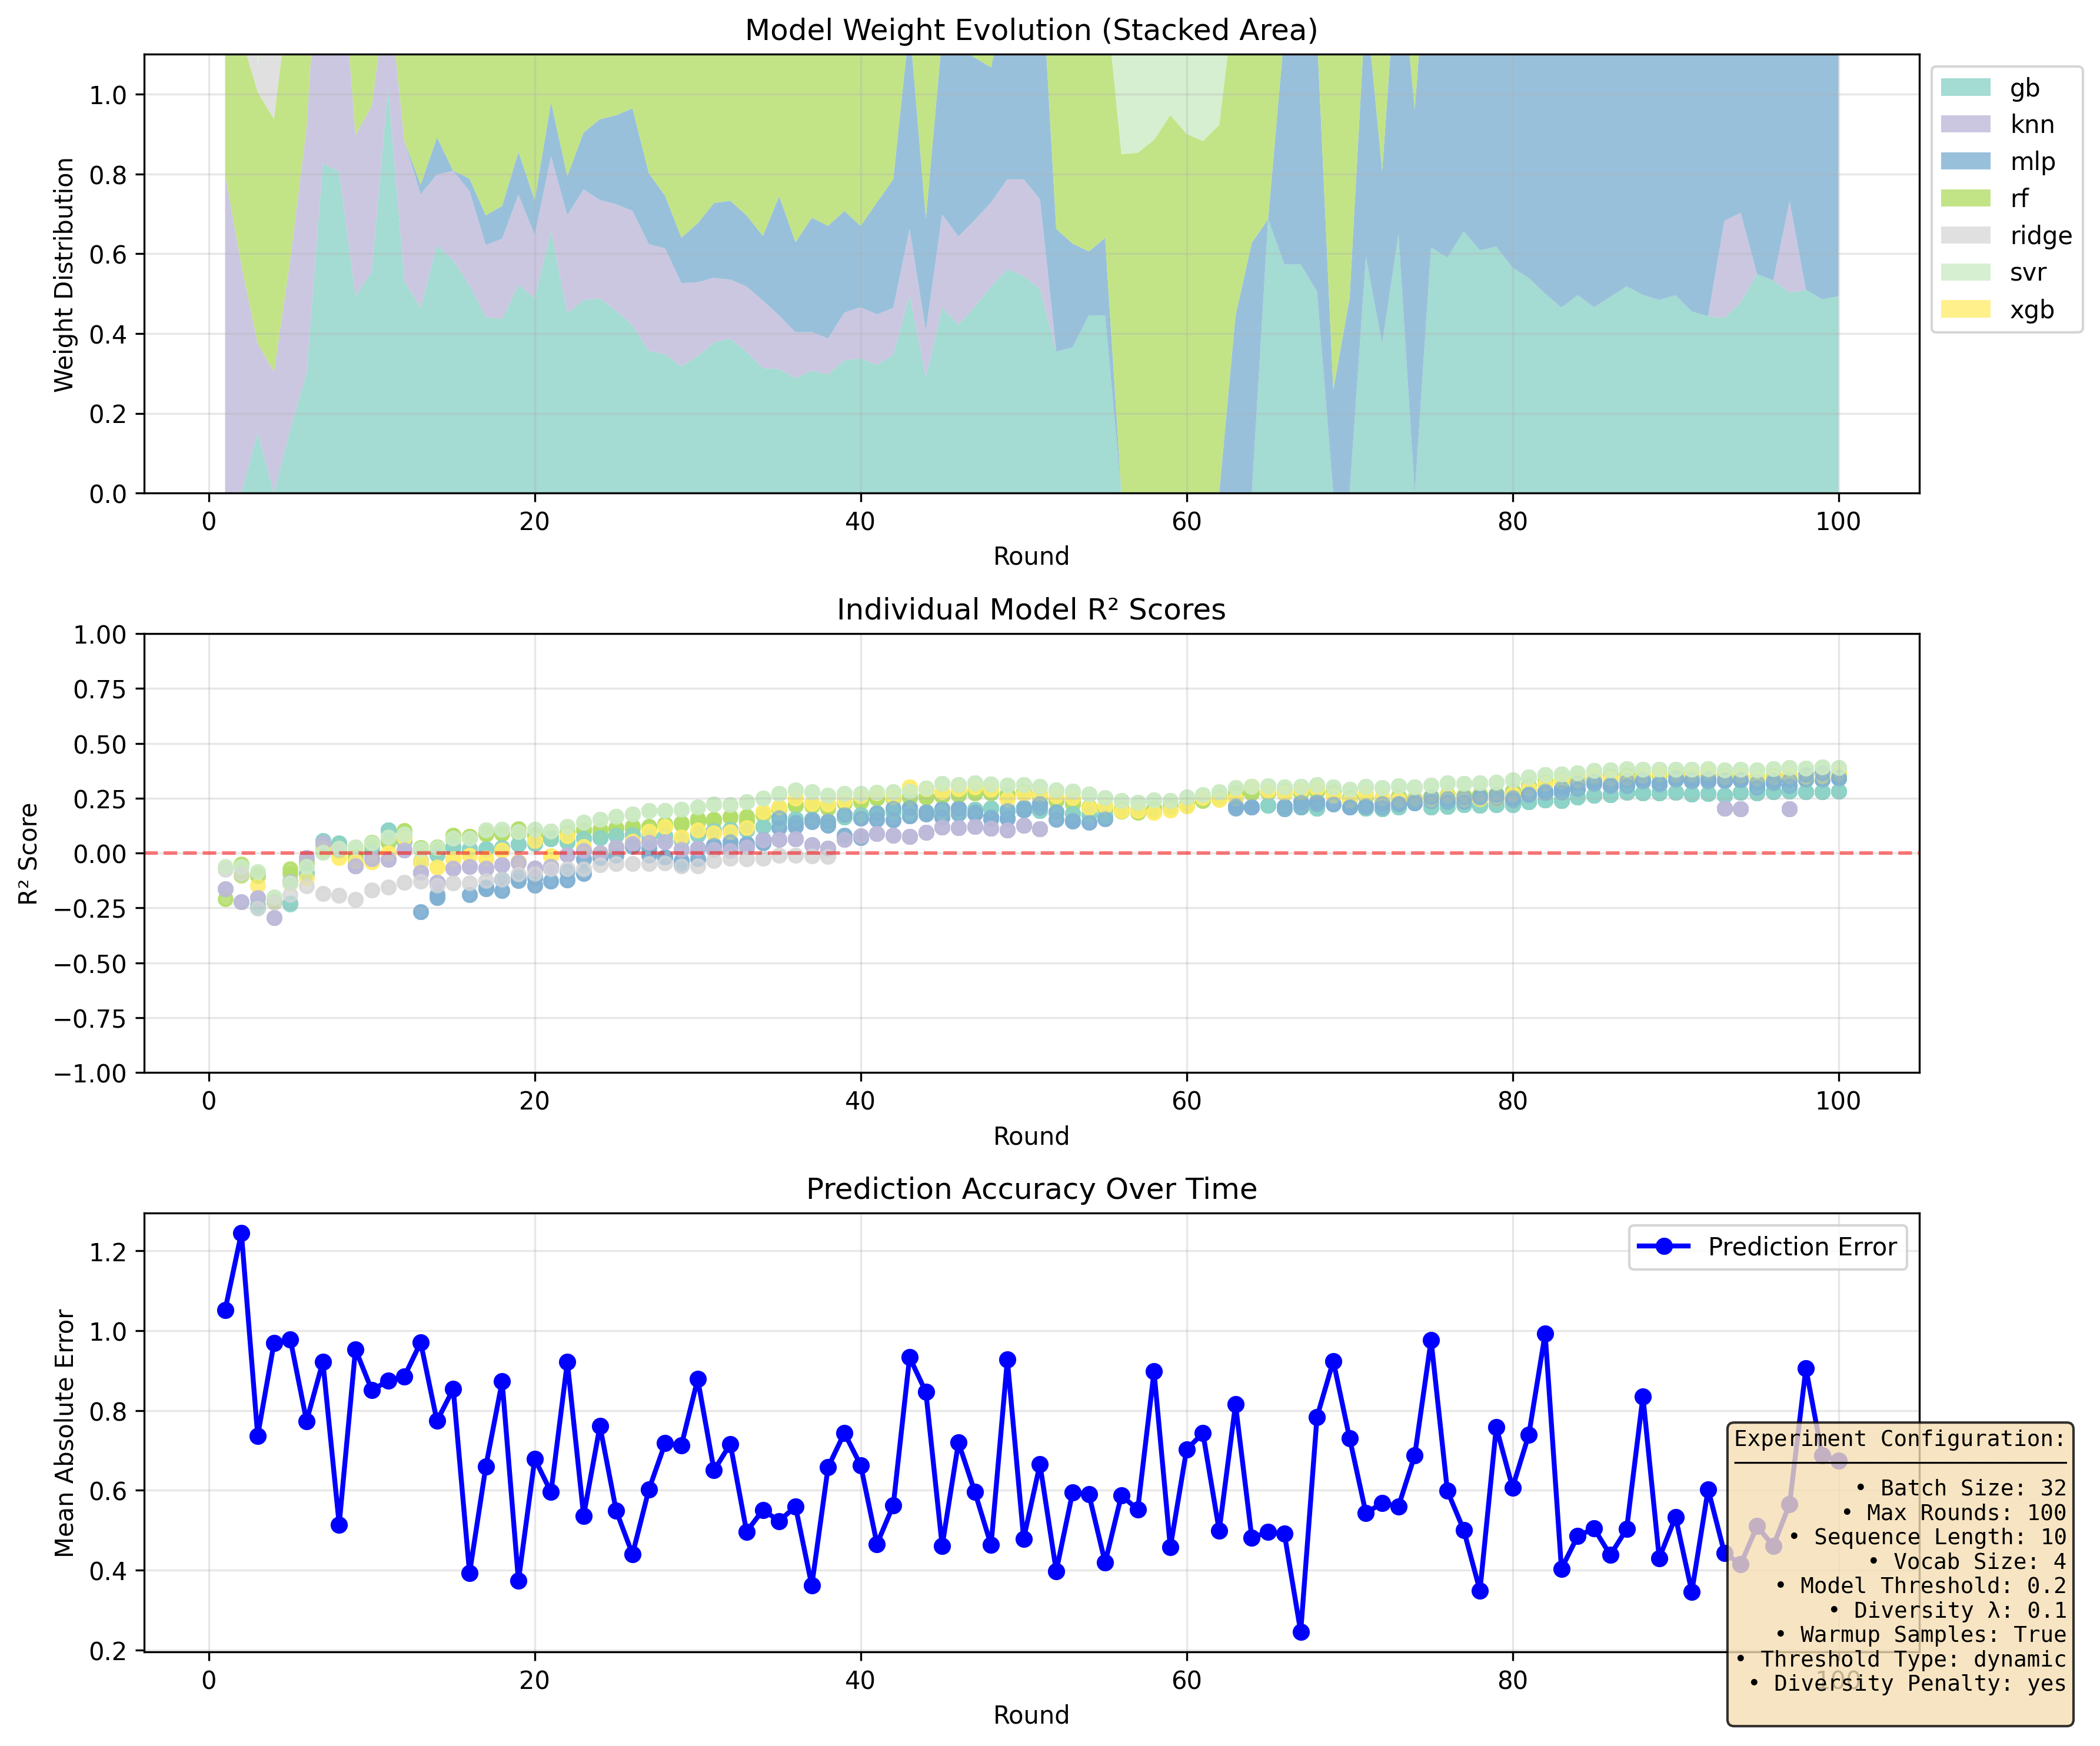 Model Weight Evolution (Stacked Area)
Weight Distribution
1.0
0.8
0.6
0.4
0.2
0.0
0 20 40 60 80 100
Round
gb
knn
mlp
rf
ridge
svr
xgb
Individual Model R² Scores
R² Score
1.00
0.75
0.50
0.25
0.00
−0.25
−0.50
−0.75
−1.00
0 20 40 60 80 100
Round
Prediction Accuracy Over Time
Mean Absolute Error
1.2
1.0
0.8
0.6
0.4
0.2
0 20 40 60 80 100
Round
Prediction Error
Experiment Configuration:
• Batch Size: 32
• Max Rounds: 100
• Sequence Length: 10
• Vocab Size: 4
• Model Threshold: 0.2
• Diversity λ: 0.1
• Warmup Samples: True
• Threshold Type: dynamic
• Diversity Penalty: yes